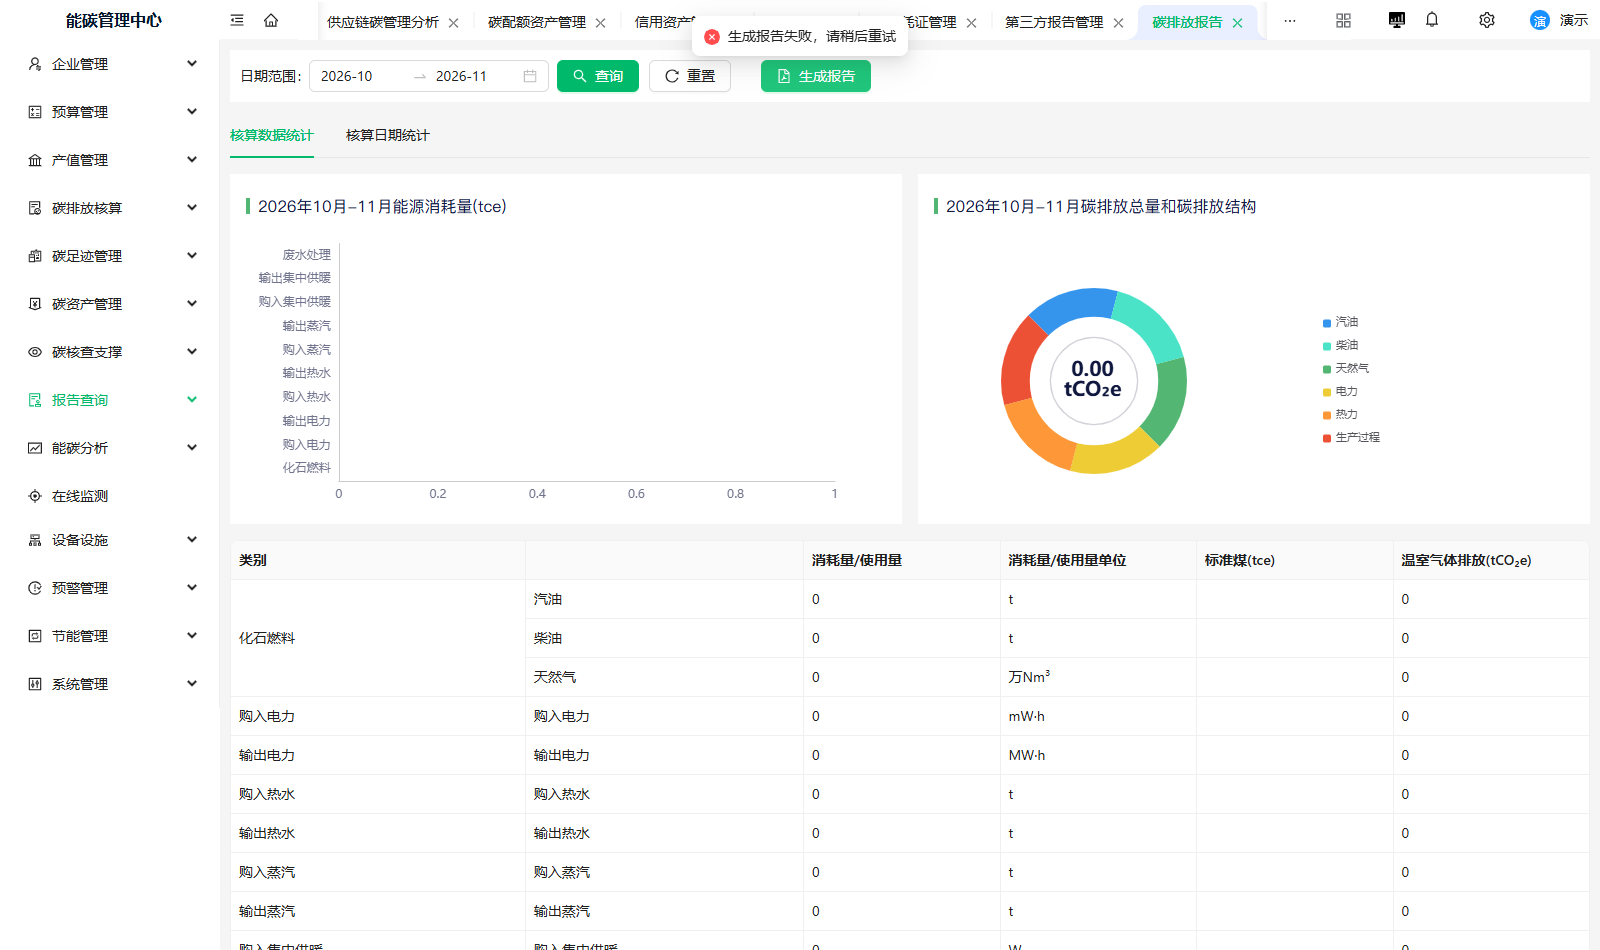 能碳管理中心
供应链碳管理分析
碳配额资产管理
信用资产
凭证管理
第三方报告管理
碳排放报告
演
演示
生成报告失败，请稍后重试
企业管理
预算管理
产值管理
碳排放核算
碳足迹管理
碳资产管理
碳核查支撑
报告查询
能碳分析
在线监测
设备设施
预警管理
节能管理
系统管理
日期范围:
2026-10
2026-11
查询
重置
生成报告
核算数据统计
核算日期统计
2026年10月-11月能源消耗量(tce)
废水处理
输出集中供暖
购入集中供暖
输出蒸汽
购入蒸汽
输出热水
购入热水
输出电力
购入电力
化石燃料
0 0.2 0.4 0.6 0.8 1
2026年10月-11月碳排放总量和碳排放结构
0.00
tCO₂e
汽油
柴油
天然气
电力
热力
生产过程
类别 消耗量/使用量 消耗量/使用量单位 标准煤(tce) 温室气体排放(tCO₂e)
化石燃料
汽油 0 t 0
柴油 0 t 0
天然气 0 万Nm³ 0
购入电力 购入电力 0 mW·h 0
输出电力 输出电力 0 MW·h 0
购入热水 购入热水 0 t 0
输出热水 输出热水 0 t 0
购入蒸汽 购入蒸汽 0 t 0
输出蒸汽 输出蒸汽 0 t 0
购入集中供暖 购入集中供暖 0 W 0